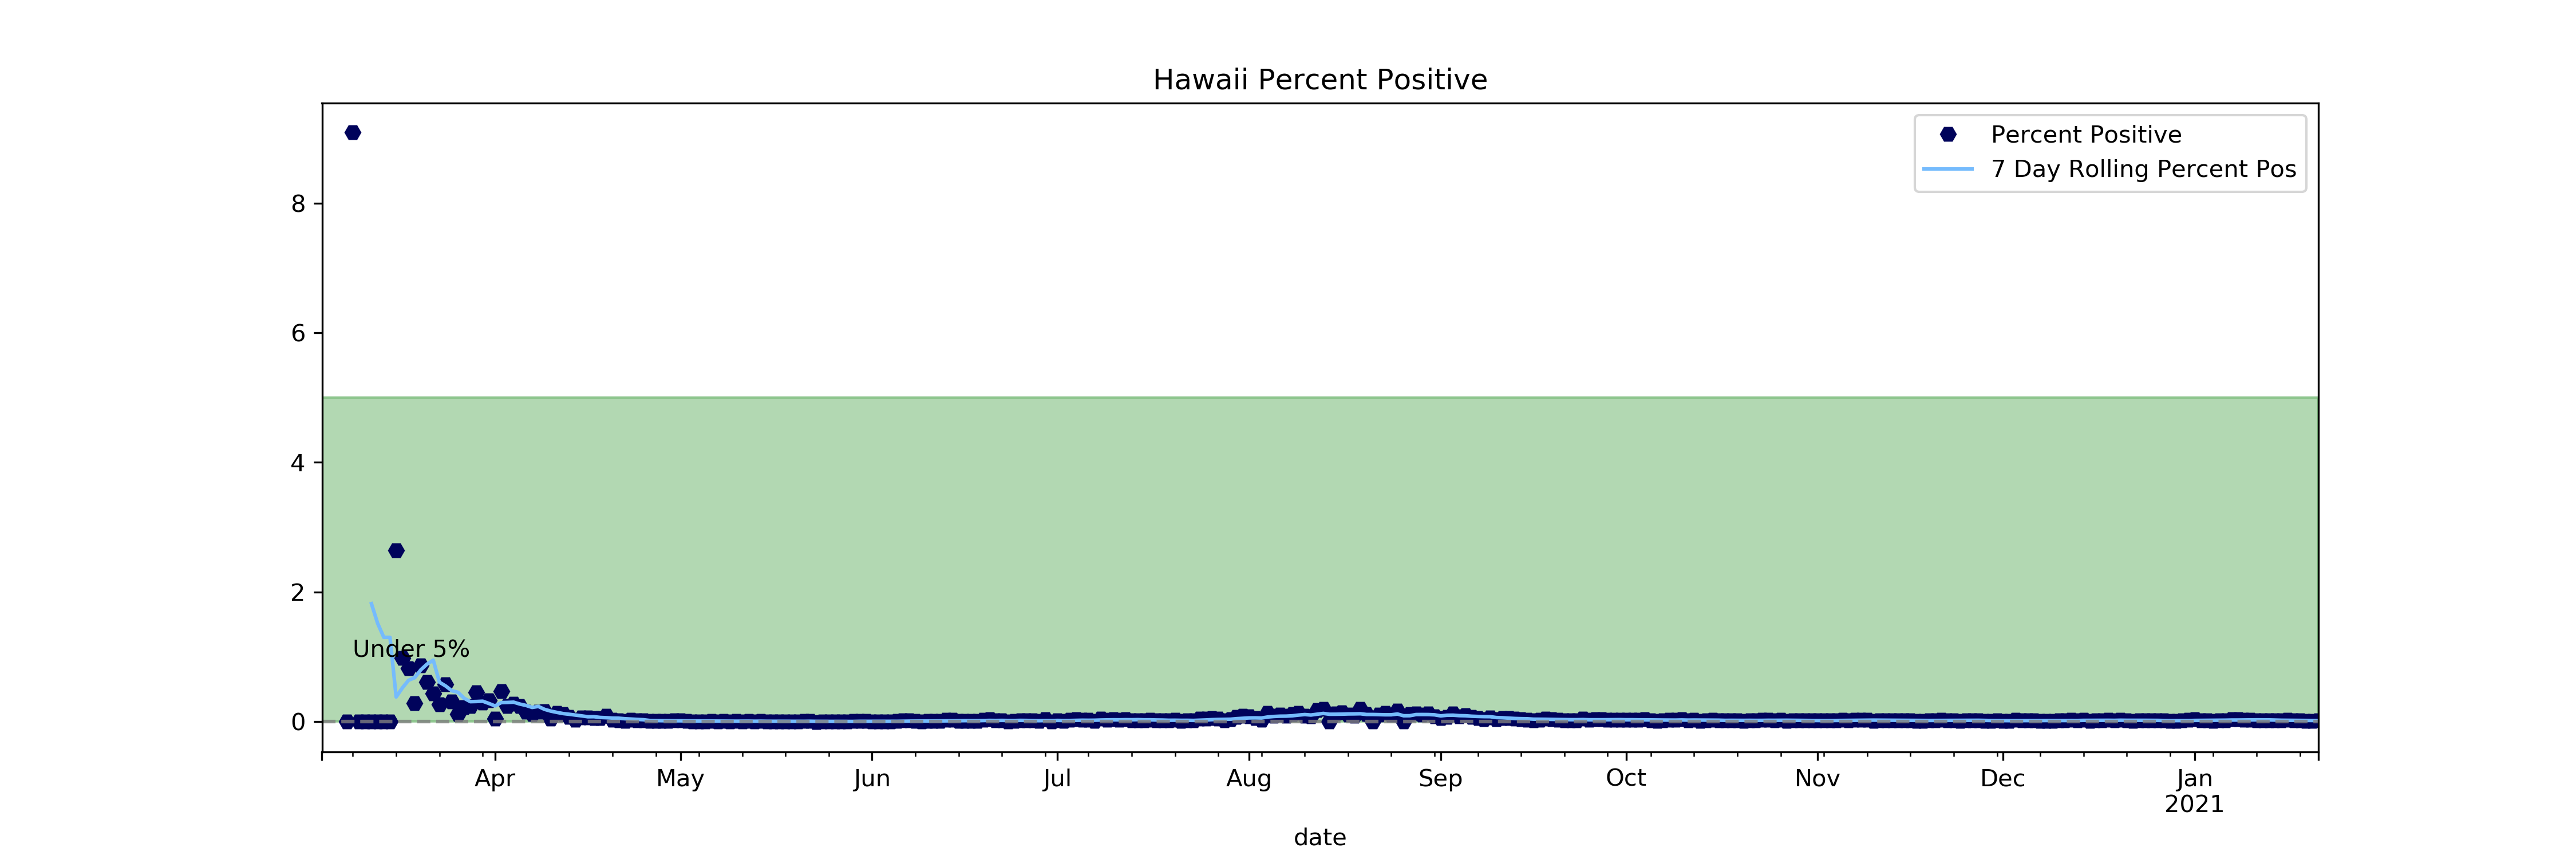 Hawaii Percent Positive
Percent Positive
7 Day Rolling Percent Pos
8
6
4
2
0
Under 5%
Apr May Jun Jul Aug Sep Oct Nov Dec Jan
2021
date